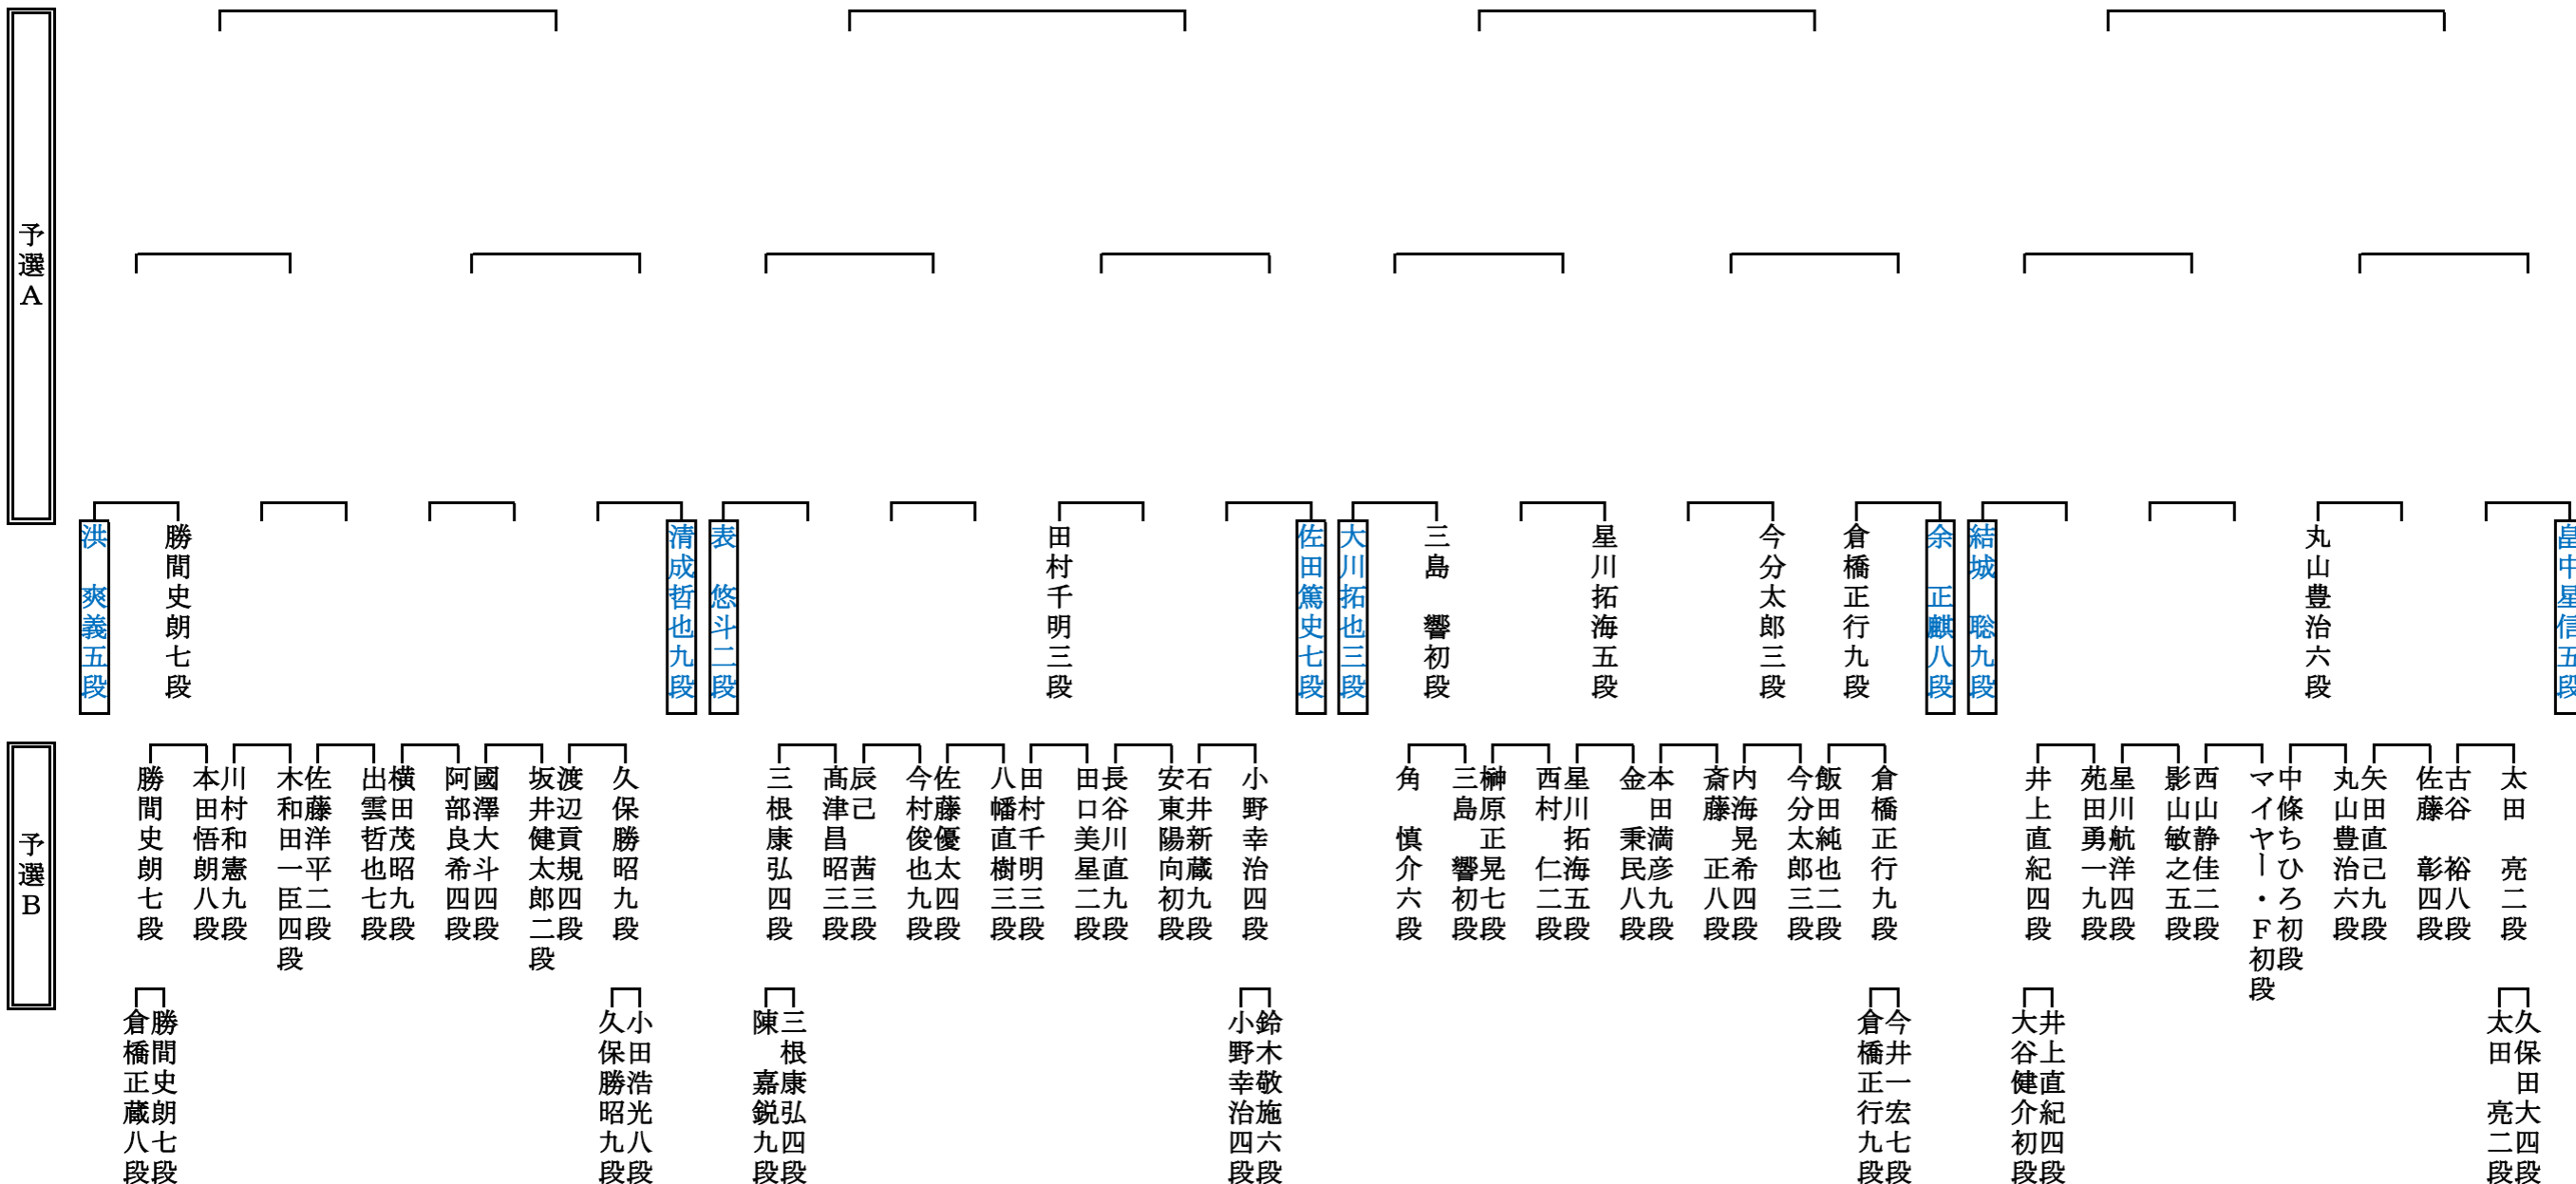 予選A
洪　爽義五段
勝間史朗七段
清成哲也九段
表　悠斗二段
田村千明三段
佐田篤史七段
大川拓也三段
三島　響初段
星川拓海五段
今分太郎三段
倉橋正行九段
余　正麒八段
結城　聡九段
丸山豊治六段
畠中星信五段
予選B
勝間史朗七段
本田悟朗八段
川村和憲九段
木和田一臣四段
佐藤洋平二段
出雲哲也七段
横田茂昭九段
阿部良希四段
國澤大斗四段
坂井健太郎二段
渡辺貢規四段
久保勝昭九段
三根康弘四段
髙津昌昭三段
辰己　茜三段
今村俊也九段
佐藤優太四段
八幡直樹三段
田村千明三段
田口美星二段
長谷川直九段
安東陽向初段
石井新蔵九段
小野幸治四段
角　慎介六段
三島　響初段
榊原正晃七段
西村　仁二段
星川拓海五段
金　秉民八段
本田満彦九段
斎藤　正八段
内海晃希四段
今分太郎三段
飯田純也二段
倉橋正行九段
井上直紀四段
苑田勇一九段
星川航洋四段
影山敏之五段
西山静佳二段
マイヤー・F初段
中條ちひろ初段
丸山豊治六段
矢田直己九段
佐藤　彰四段
古谷　裕八段
太田　亮二段
倉橋正蔵八段
勝間史朗七段
久保勝昭九段
小田浩光八段
陳　嘉鋭九段
三根康弘四段
小野幸治四段
鈴木敬施六段
倉橋正行九段
今井一宏七段
大谷健介初段
井上直紀四段
太田　亮二段
久保田大四段